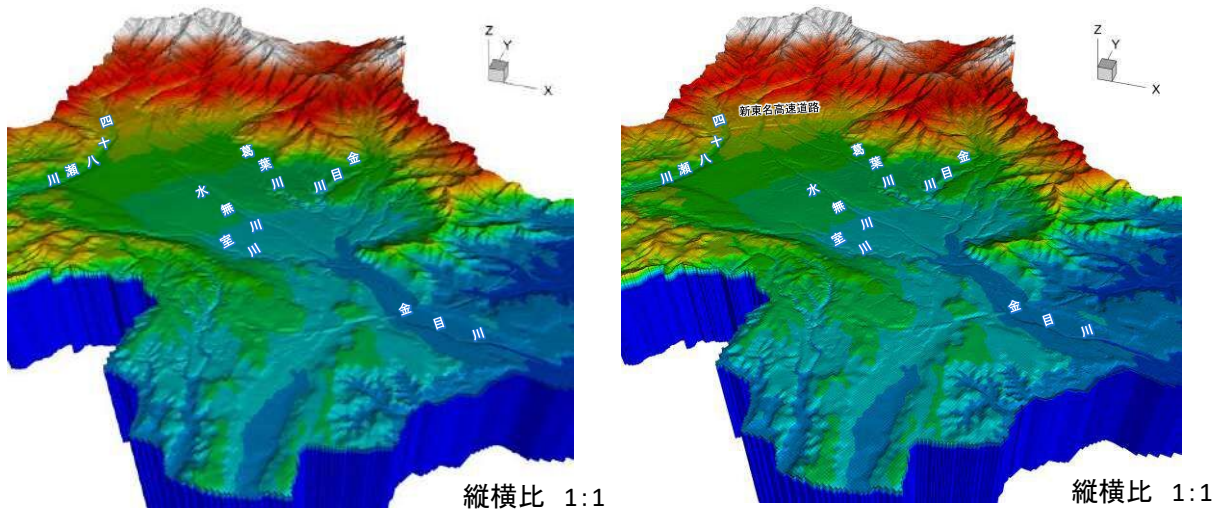 Z
Y
X
四十八瀬川
葛葉川
金目川
水無川
室川
金目川
縦横比 1:1
Z
Y
X
新東名高速道路
四十八瀬川
葛葉川
金目川
水無川
室川
金目川
縦横比 1:1